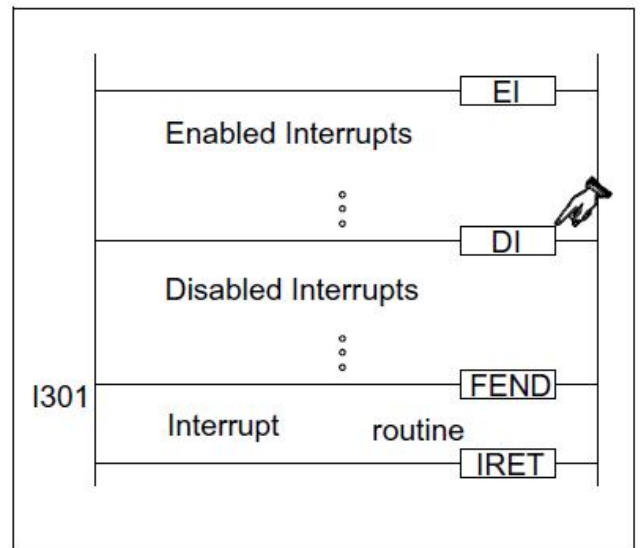 EI
Enabled Interrupts
DI
Disabled Interrupts
FEND
I301
Interrupt routine
IRET